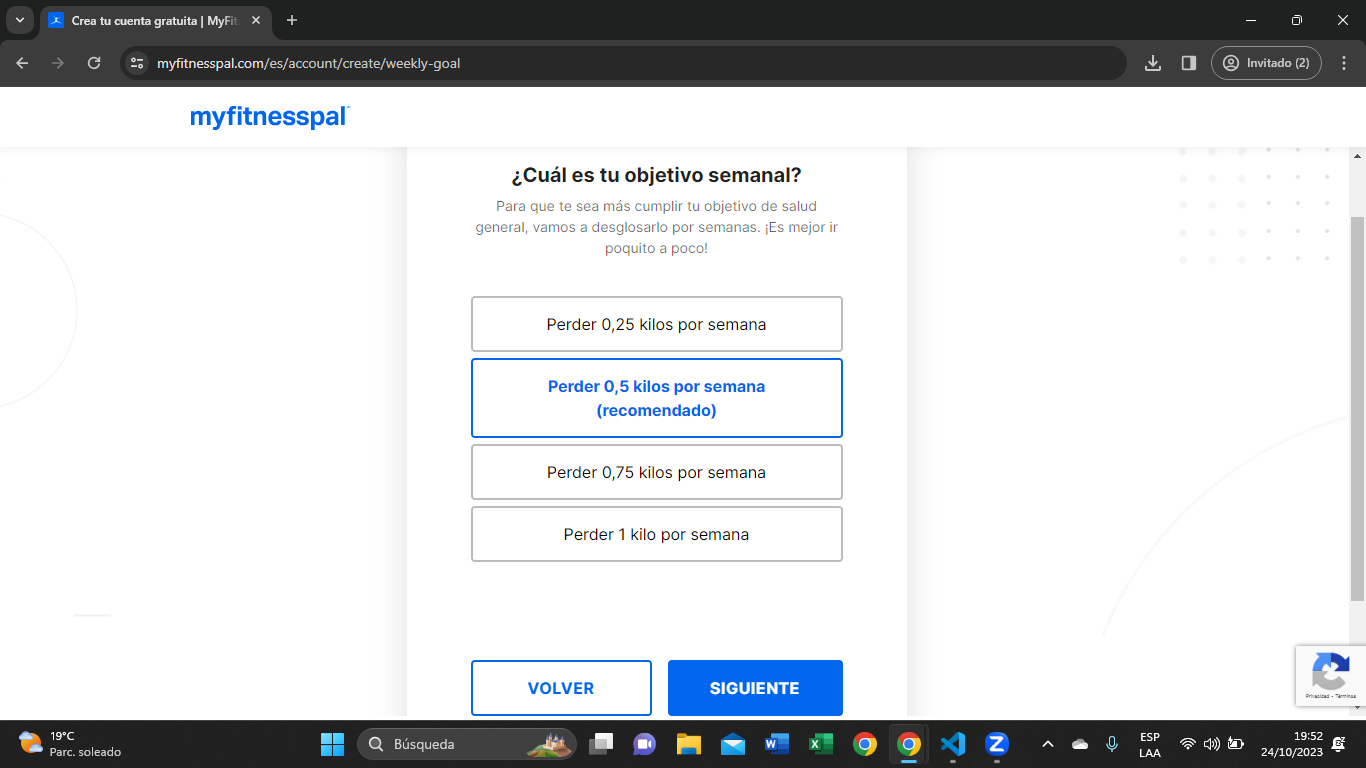 Crea tu cuenta gratuita | MyFit
myfitnesspal.com/es/account/create/weekly-goal
Invitado (2)
myfitnesspal
¿Cuál es tu objetivo semanal?
Para que te sea más cumplir tu objetivo de salud
general, vamos a desglosarlo por semanas. ¡Es mejor ir
poquito a poco!
Perder 0,25 kilos por semana
Perder 0,5 kilos por semana
(recomendado)
Perder 0,75 kilos por semana
Perder 1 kilo por semana
VOLVER
SIGUIENTE
Privacidad - Términos
19°C
Parc. soleado
Búsqueda
ESP
LAA
19:52
24/10/2023